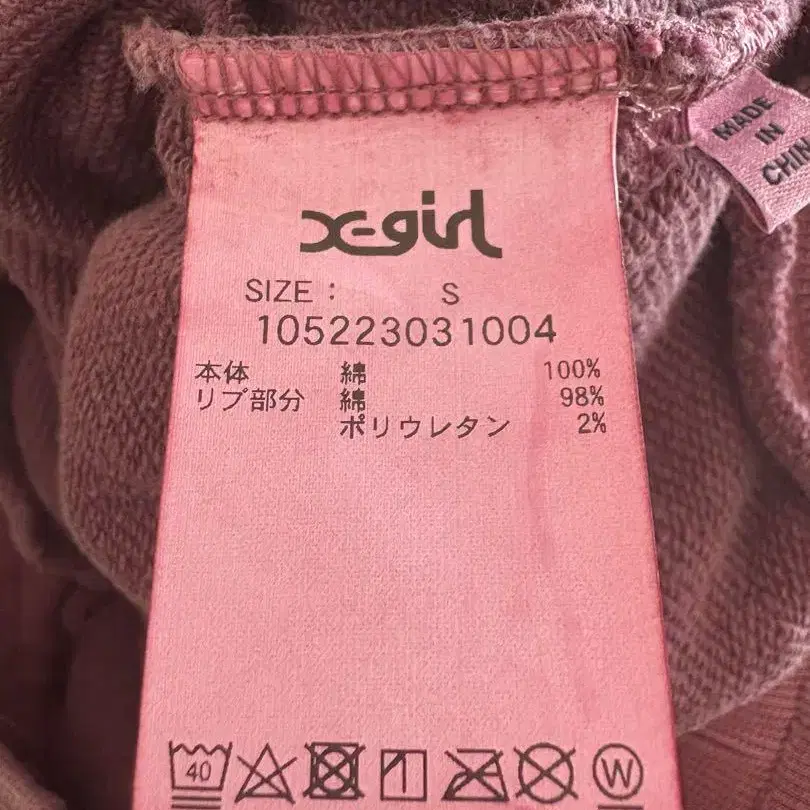 MADE
IN
CHIN
X-girl
SIZE : S
105223031004
本体 綿 100%
リブ部分 綿 98%
ポリウレタン 2%
40
W